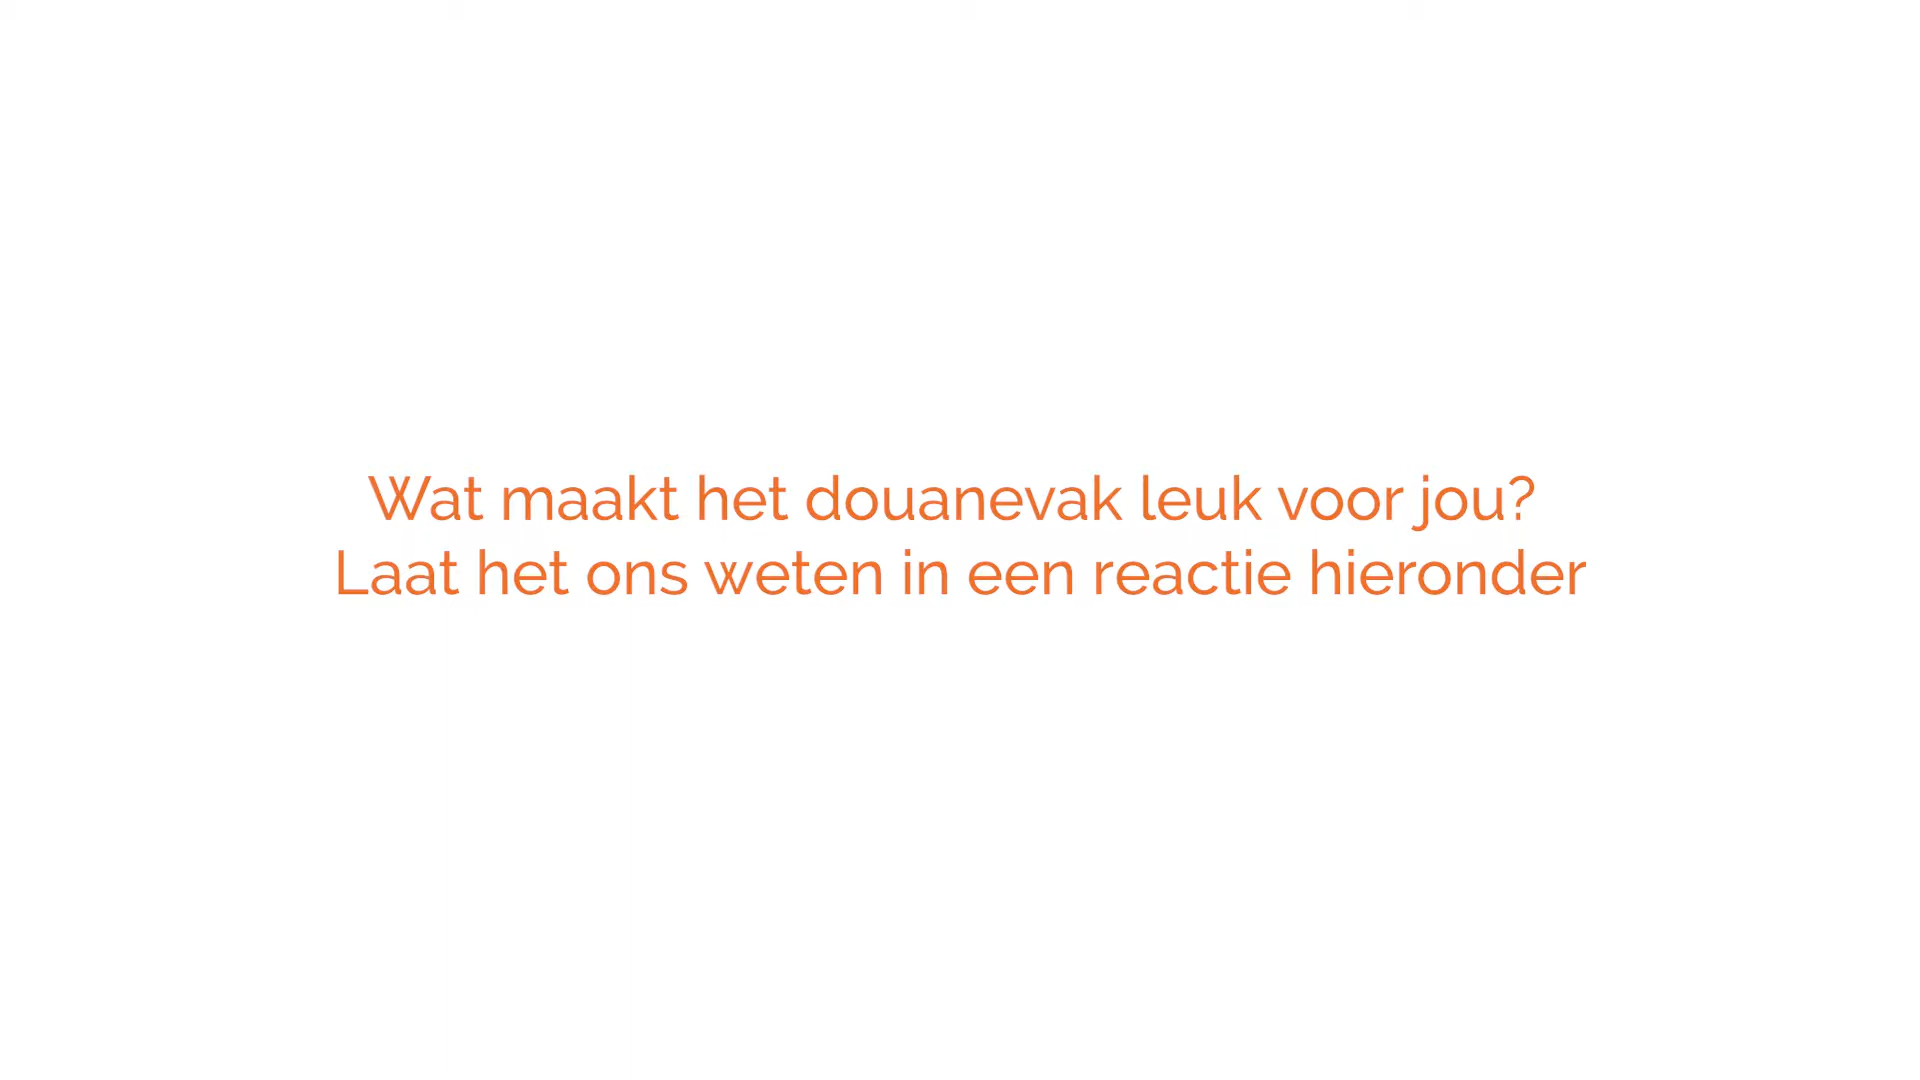 Wat maakt het douanevak leuk voor jou?
Laat het ons weten in een reactie hieronder